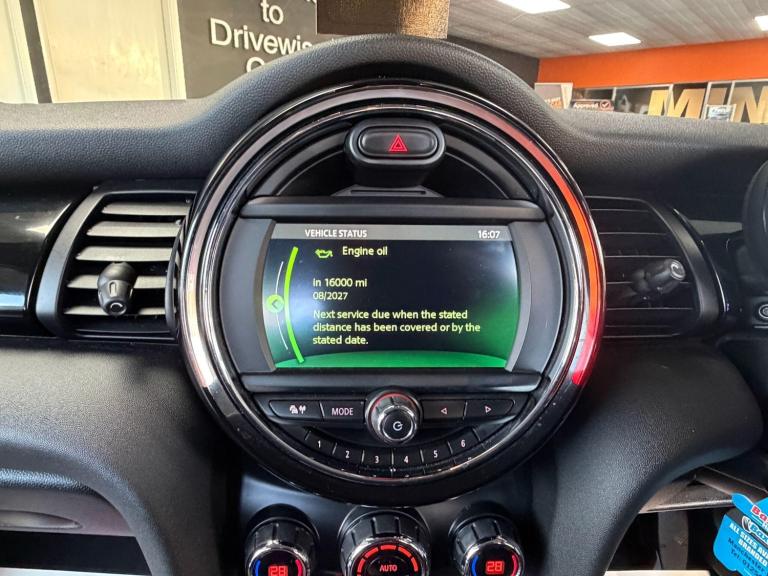 to
Drivewis
MIN
VEHICLE STATUS 16:07
Engine oil
in 16000 mi
08/2027
Next service due when the stated
distance has been covered or by the
stated date.
MODE
1 2 3 4 5 6
28 AUTO 28